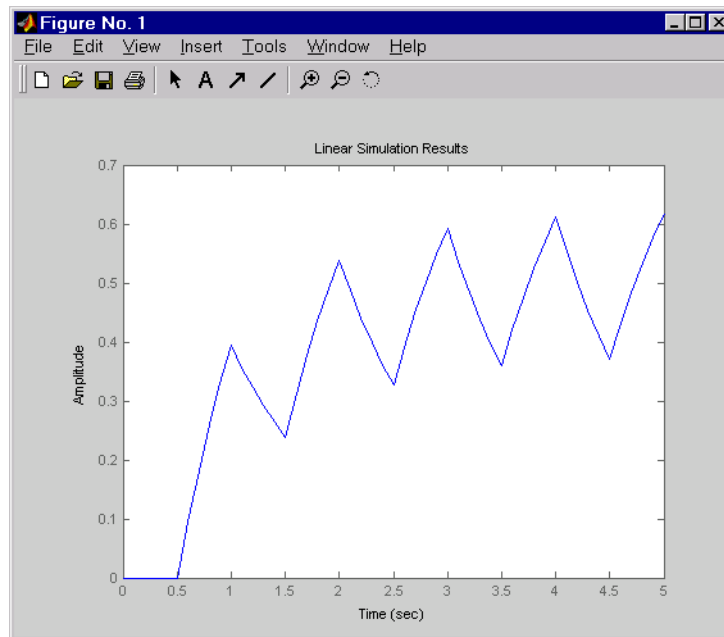 Figure No. 1
File Edit View Insert Tools Window Help
A
Linear Simulation Results
0.7
0.6
0.5
0.4
0.3
0.2
0.1
0
Amplitude
0 0.5 1 1.5 2 2.5 3 3.5 4 4.5 5
Time (sec)